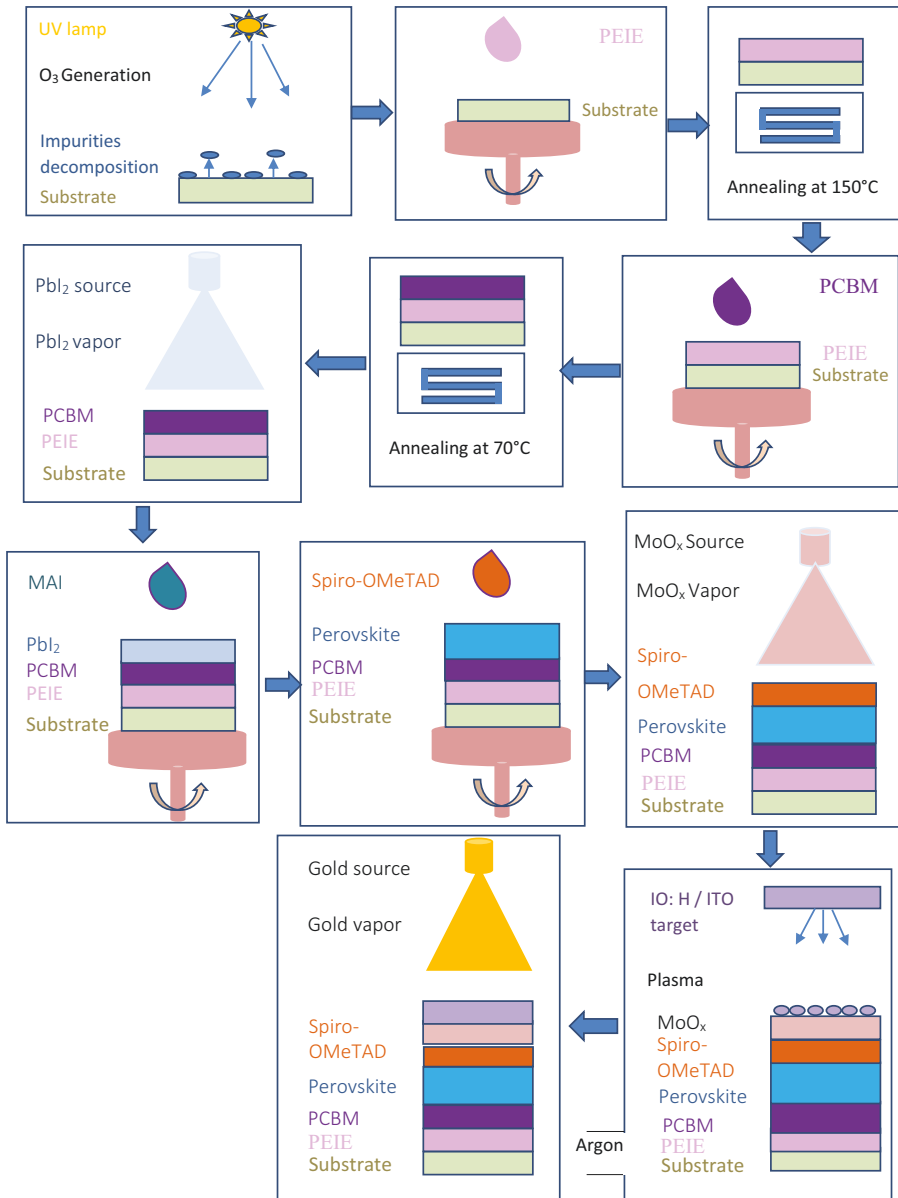 UV lamp
O₃ Generation
Impurities
decomposition
Substrate
PEIE
Substrate
Annealing at 150°C
PCBM
PEIE
Substrate
Annealing at 70°C
PbI₂ source
PbI₂ vapor
PCBM
PEIE
Substrate
MAI
PbI₂
PCBM
PEIE
Substrate
Spiro-OMeTAD
Perovskite
PCBM
PEIE
Substrate
MoOₓ Source
MoOₓ Vapor
Spiro-
OMeTAD
Perovskite
PCBM
PEIE
Substrate
IO: H / ITO
target
Plasma
MoOₓ
Spiro-
OMeTAD
Perovskite
PCBM
PEIE
Substrate
Argon
Gold source
Gold vapor
Spiro-
OMeTAD
Perovskite
PCBM
PEIE
Substrate